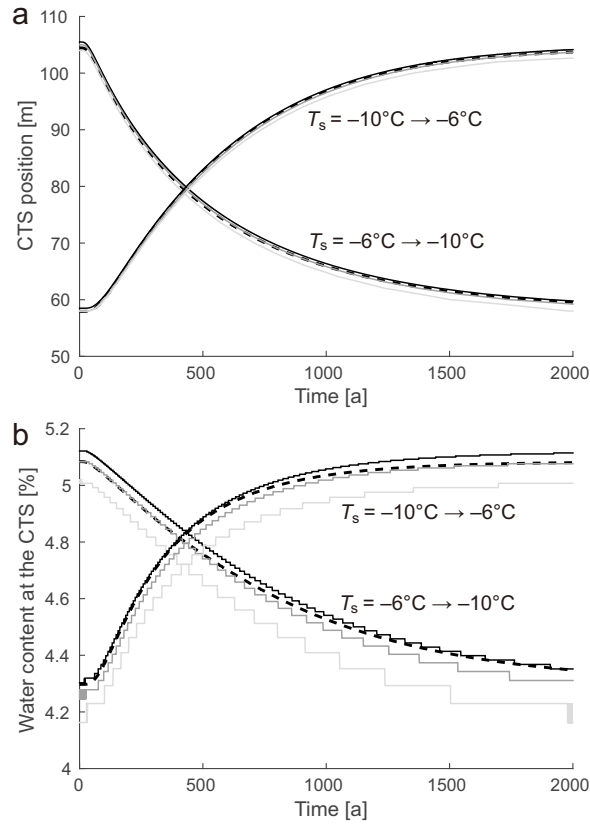 a
110
100
90
80
70
60
50
CTS position [m]
Tₛ = –10°C → –6°C
Tₛ = –6°C → –10°C
0 500 1000 1500 2000
Time [a]
b
5.2
5
4.8
4.6
4.4
4.2
4
Water content at the CTS [%]
Tₛ = –10°C → –6°C
Tₛ = –6°C → –10°C
0 500 1000 1500 2000
Time [a]